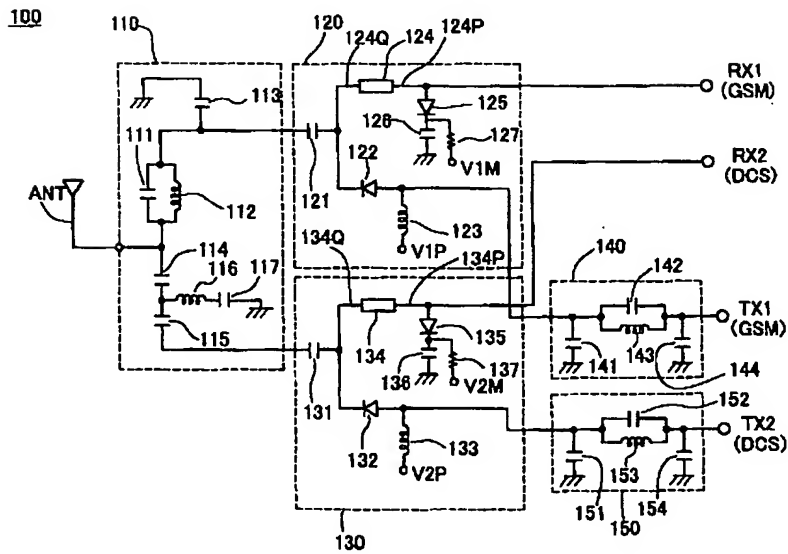 100
110
120
124Q
124
124P
RX1
(GSM)
113
125
126
127
V1M
111
122
RX2
(DCS)
ANT
112
121
123
V1P
114
116
117
134Q
134P
140
142
115
134
135
TX1
(GSM)
136
137
V2M
141
143
144
131
152
132
133
V2P
TX2
(DCS)
153
151
150
154
130